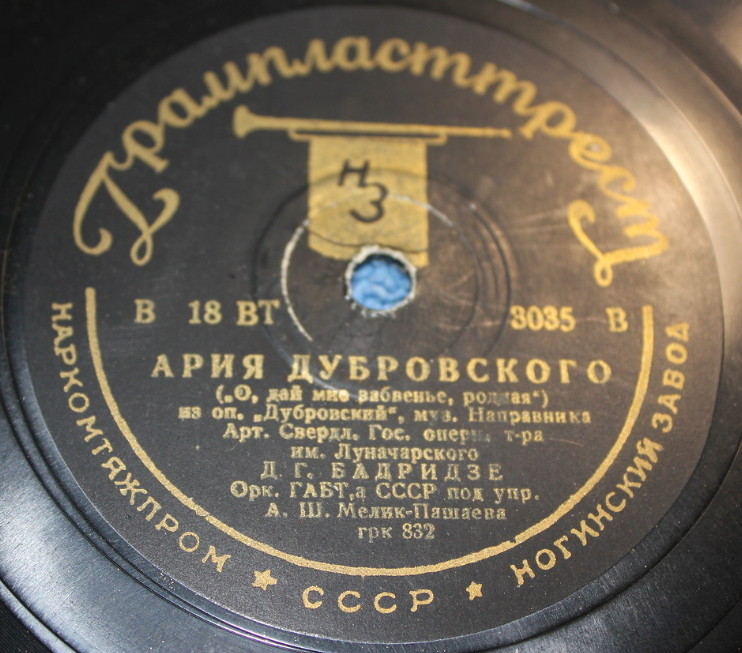 Грампласттрест
НЗ
В 18 ВТ 3035 В
АРИЯ ДУБРОВСКОГО
(„О, дай мне забвенье, родная“)
из оп. „Дубровский“, муз. Направника
Арт. Свердл. Гос. оперн. т-ра
им. Луначарского
Д. Г. БАДРИДЗЕ
Орк. ГАБТ‚а СССР под упр.
А. Ш. Мелик-Пашаева
грк 832
НАРКОМТЯЖПРОМ ★ СССР ★ НОГИНСКИЙ ЗАВОД